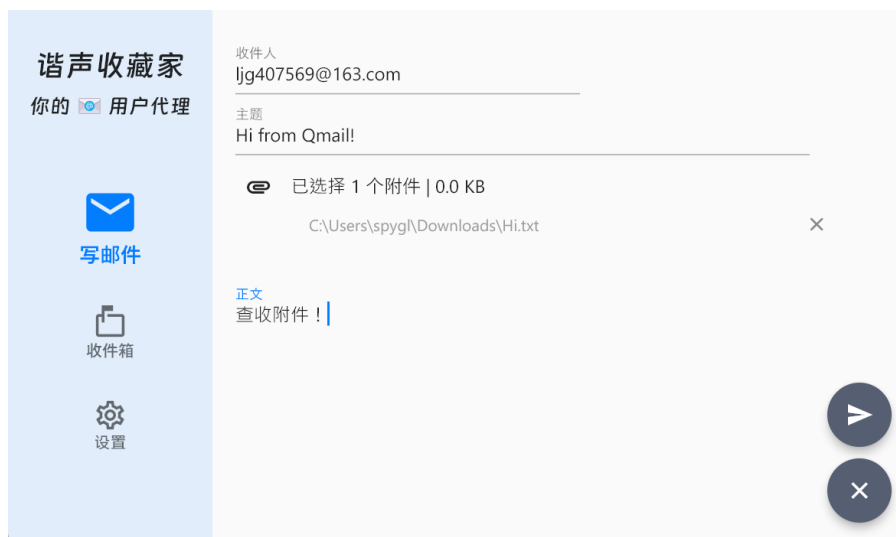 谐声收藏家
你的 📧 用户代理
写邮件
收件箱
设置
收件人
ljg407569@163.com
主题
Hi from Qmail!
已选择 1 个附件 | 0.0 KB
C:\Users\spygl\Downloads\Hi.txt
正文
查收附件！